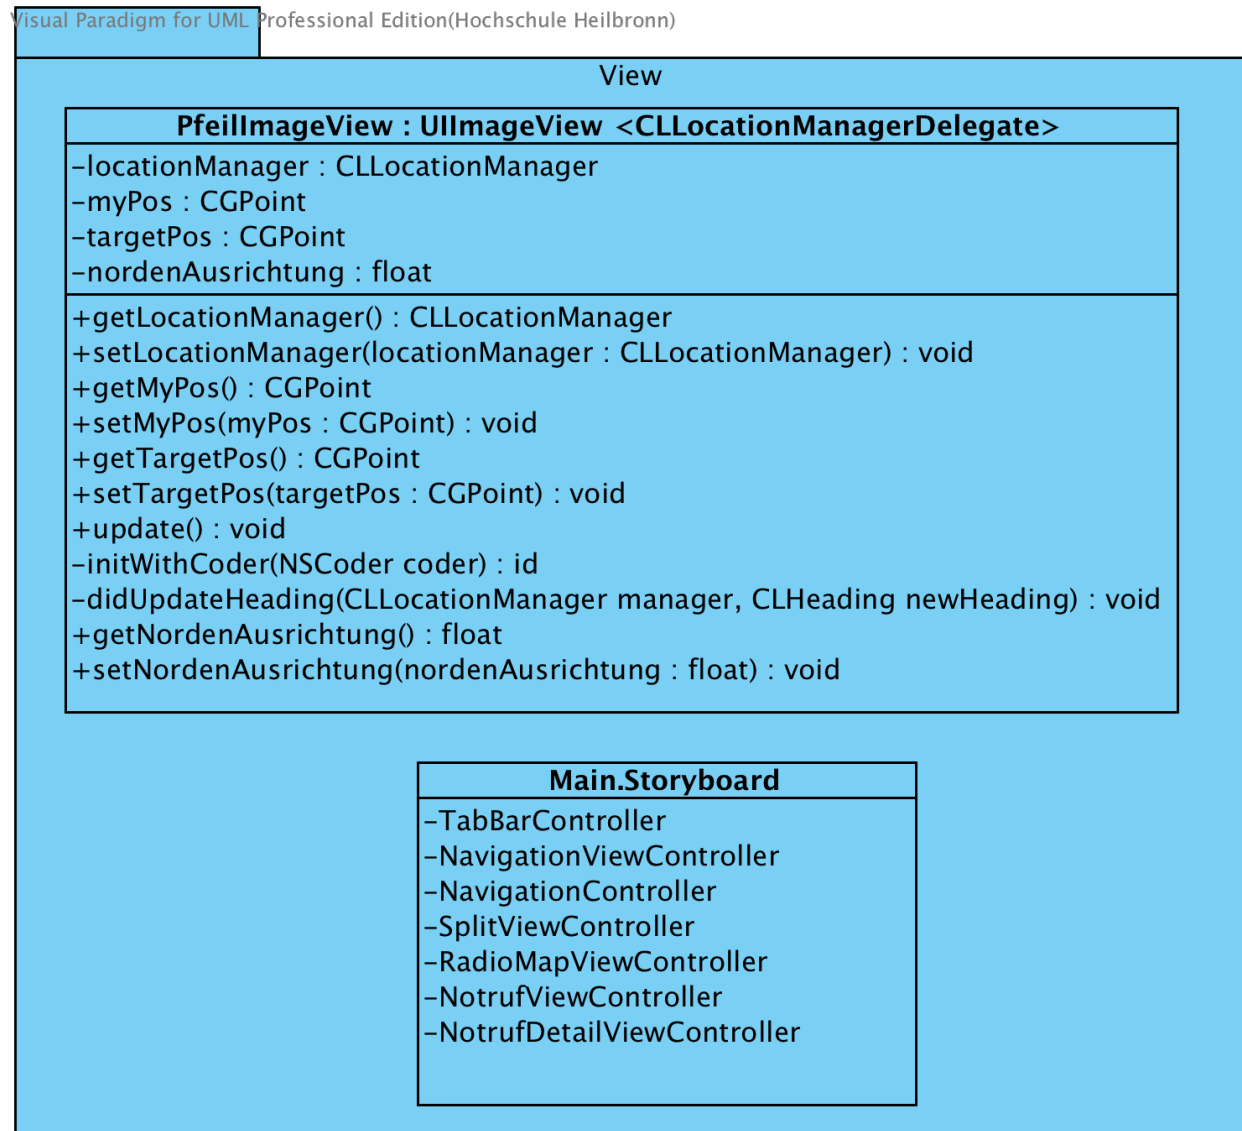 Visual Paradigm for UML Professional Edition(Hochschule Heilbronn)
View
PfeilImageView : UIImageView <CLLocationManagerDelegate>
-locationManager : CLLocationManager
-myPos : CGPoint
-targetPos : CGPoint
-nordenAusrichtung : float
+getLocationManager() : CLLocationManager
+setLocationManager(locationManager : CLLocationManager) : void
+getMyPos() : CGPoint
+setMyPos(myPos : CGPoint) : void
+getTargetPos() : CGPoint
+setTargetPos(targetPos : CGPoint) : void
+update() : void
-initWithCoder(NSCoder coder) : id
-didUpdateHeading(CLLocationManager manager, CLHeading newHeading) : void
+getNordenAusrichtung() : float
+setNordenAusrichtung(nordenAusrichtung : float) : void
Main.Storyboard
-TabBarController
-NavigationViewController
-NavigationController
-SplitViewController
-RadioMapViewController
-NotrufViewController
-NotrufDetailViewController